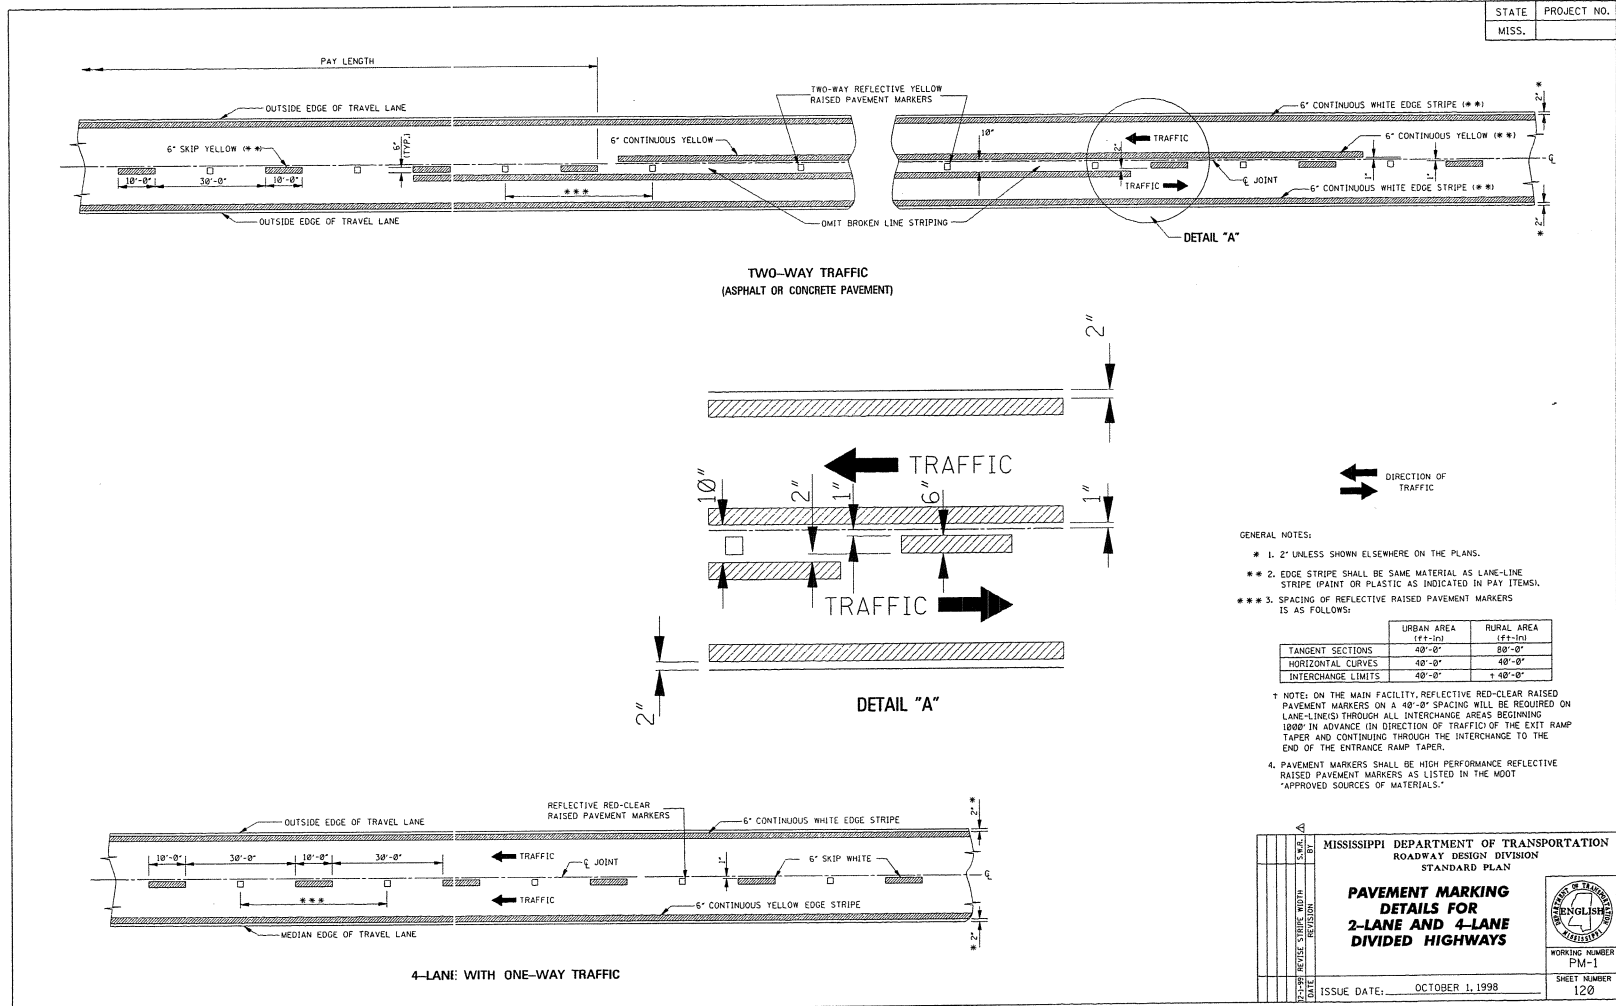 STATE PROJECT NO.
MISS.
PAY LENGTH
OUTSIDE EDGE OF TRAVEL LANE
TWO-WAY REFLECTIVE YELLOW
RAISED PAVEMENT MARKERS
6" CONTINUOUS WHITE EDGE STRIPE (**)
* 2"
6" SKIP YELLOW (**)
6"
(TYP.)
6" CONTINUOUS YELLOW
10"
TRAFFIC
2"
6" CONTINUOUS YELLOW (**)
℄
10'-0" 30'-0" 10'-0"
***
TRAFFIC
℄ JOINT
1" 1"
6" CONTINUOUS WHITE EDGE STRIPE (**)
OUTSIDE EDGE OF TRAVEL LANE
OMIT BROKEN LINE STRIPING
* 2"
DETAIL "A"
TWO-WAY TRAFFIC
(ASPHALT OR CONCRETE PAVEMENT)
2"
TRAFFIC
10" 2" 1" 6" 1"
TRAFFIC
2"
DETAIL "A"
DIRECTION OF
TRAFFIC
GENERAL NOTES:
* 1. 2" UNLESS SHOWN ELSEWHERE ON THE PLANS.
** 2. EDGE STRIPE SHALL BE SAME MATERIAL AS LANE-LINE
STRIPE (PAINT OR PLASTIC AS INDICATED IN PAY ITEMS).
*** 3. SPACING OF REFLECTIVE RAISED PAVEMENT MARKERS
IS AS FOLLOWS:
URBAN AREA RURAL AREA
(ft-in) (ft-in)
TANGENT SECTIONS 40'-0" 80'-0"
HORIZONTAL CURVES 40'-0" 40'-0"
INTERCHANGE LIMITS 40'-0" † 40'-0"
† NOTE: ON THE MAIN FACILITY, REFLECTIVE RED-CLEAR RAISED
PAVEMENT MARKERS ON A 40'-0" SPACING WILL BE REQUIRED ON
LANE-LINE(S) THROUGH ALL INTERCHANGE AREAS BEGINNING
1000' IN ADVANCE (IN DIRECTION OF TRAFFIC) OF THE EXIT RAMP
TAPER AND CONTINUING THROUGH THE INTERCHANGE TO THE
END OF THE ENTRANCE RAMP TAPER.
4. PAVEMENT MARKERS SHALL BE HIGH PERFORMANCE REFLECTIVE
RAISED PAVEMENT MARKERS AS LISTED IN THE MDOT
"APPROVED SOURCES OF MATERIALS."
OUTSIDE EDGE OF TRAVEL LANE
REFLECTIVE RED-CLEAR
RAISED PAVEMENT MARKERS
6" CONTINUOUS WHITE EDGE STRIPE
* 2"
10'-0" 30'-0" 10'-0" 30'-0"
TRAFFIC
℄ JOINT
1"
6" SKIP WHITE
℄
***
TRAFFIC
6" CONTINUOUS YELLOW EDGE STRIPE
MEDIAN EDGE OF TRAVEL LANE
* 2"
4-LANE WITH ONE-WAY TRAFFIC
12-1-99 REVISE STRIPE WIDTH S.W.R.
DATE REVISION BY
MISSISSIPPI DEPARTMENT OF TRANSPORTATION
ROADWAY DESIGN DIVISION
STANDARD PLAN
PAVEMENT MARKING
DETAILS FOR
2-LANE AND 4-LANE
DIVIDED HIGHWAYS
DEPARTMENT OF TRANSPORTATION
ENGLISH
MISSISSIPPI
WORKING NUMBER
PM-1
ISSUE DATE: OCTOBER 1, 1998
SHEET NUMBER
120